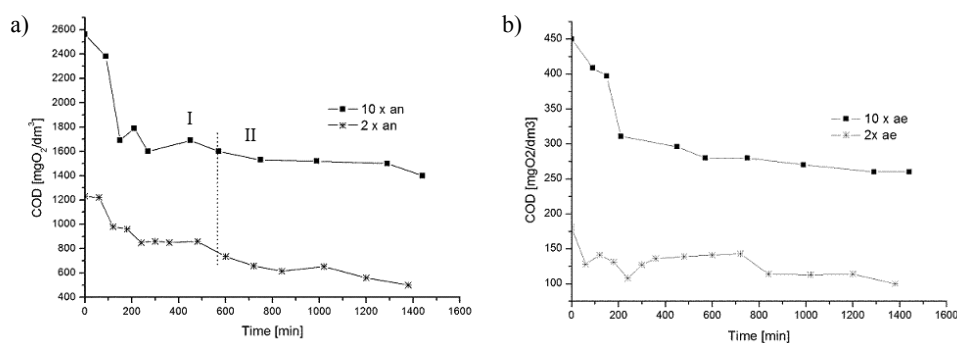 a)
COD [mgO₂/dm³]
2600
2400
2200
2000
1800
1600
1400
1200
1000
800
600
400
I
II
10 x an
2 x an
0 200 400 600 800 1000 1200 1400 1600
Time [min]
b)
COD [mgO2/dm3]
450
400
350
300
250
200
150
100
50
10 x ae
2x ae
0 200 400 600 800 1000 1200 1400 1600
Time [min]